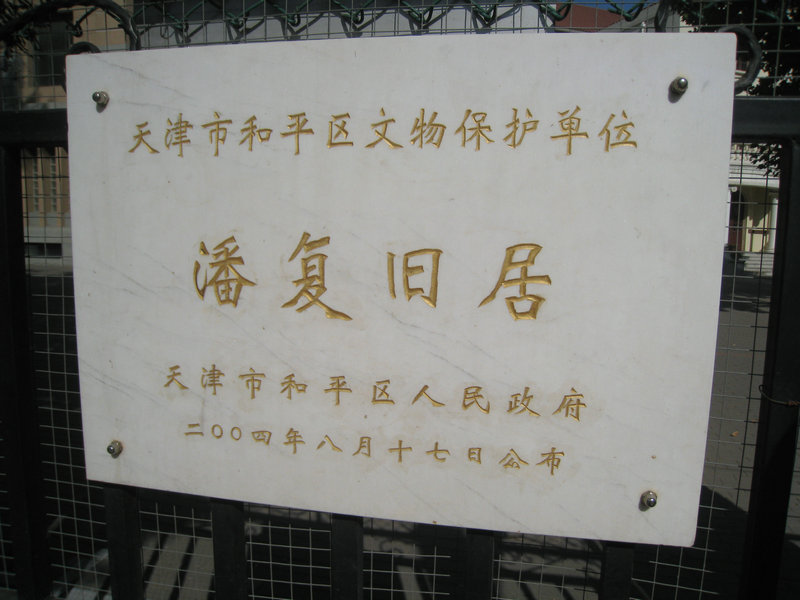 天津市和平区文物保护单位
潘复旧居
天津市和平区人民政府
二〇〇四年八月十七日公布